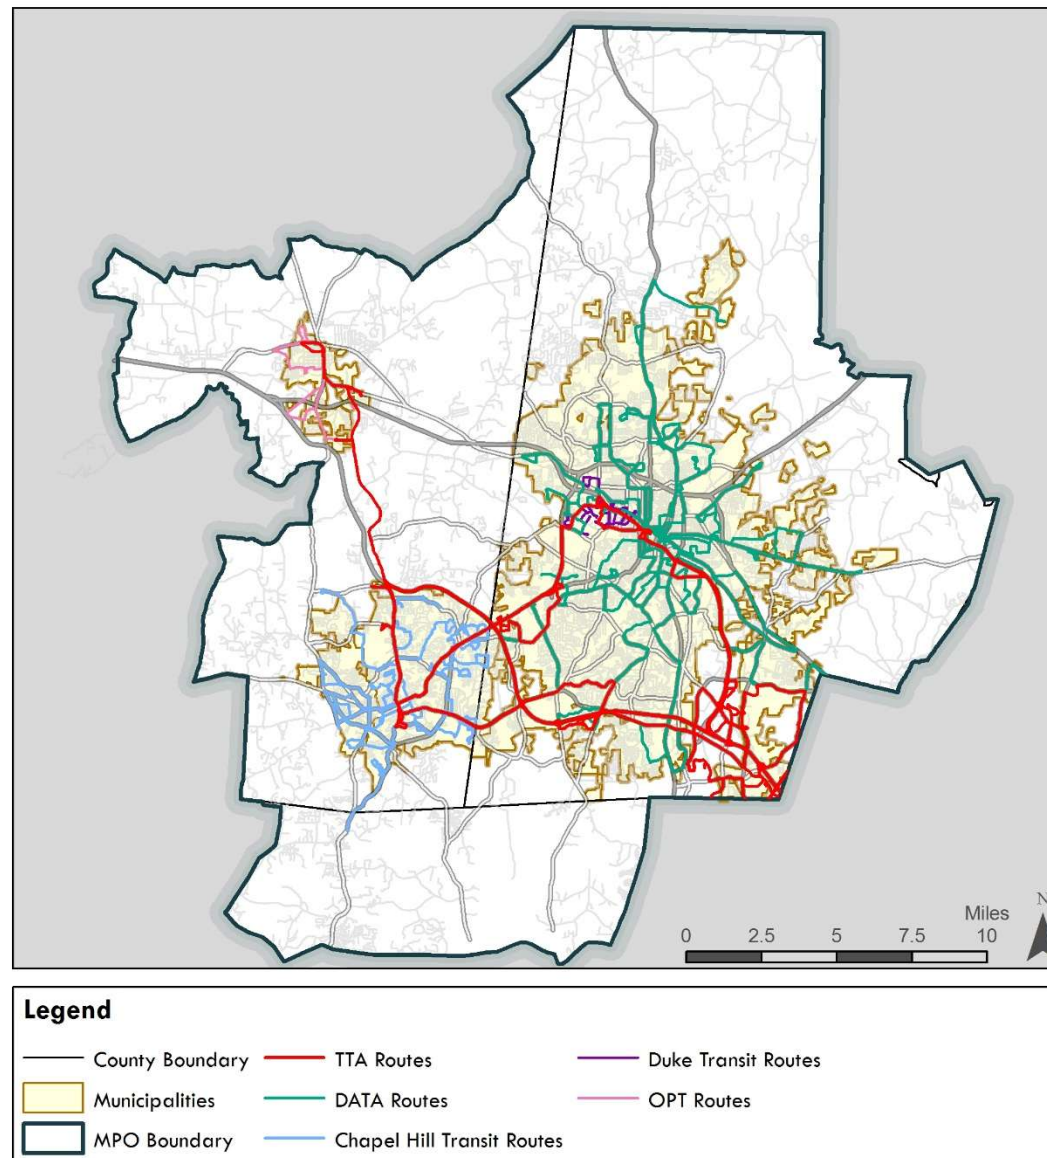 N
Miles
0 2.5 5 7.5 10
Legend
County Boundary TTA Routes Duke Transit Routes
Municipalities DATA Routes OPT Routes
MPO Boundary Chapel Hill Transit Routes